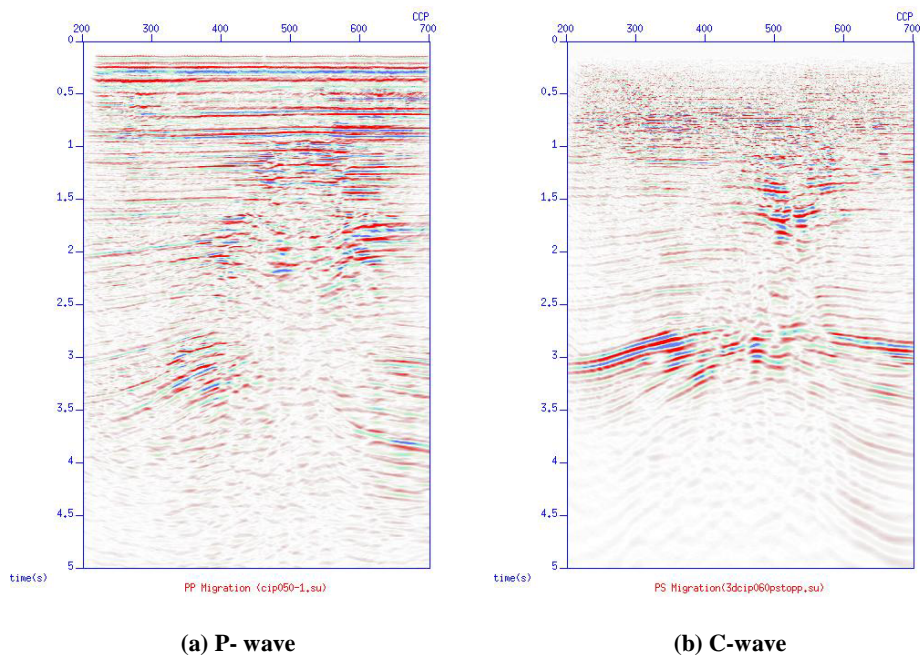 CCP
200 300 400 500 600 700
0
0.5
1
1.5
2
2.5
3
3.5
4
4.5
5
time(s)
PP Migration (cip050-1.su)
(a) P- wave
CCP
200 300 400 500 600 700
0
0.5
1
1.5
2
2.5
3
3.5
4
4.5
5
time(s)
PS Migration(3dcip060pstopp.su)
(b) C-wave